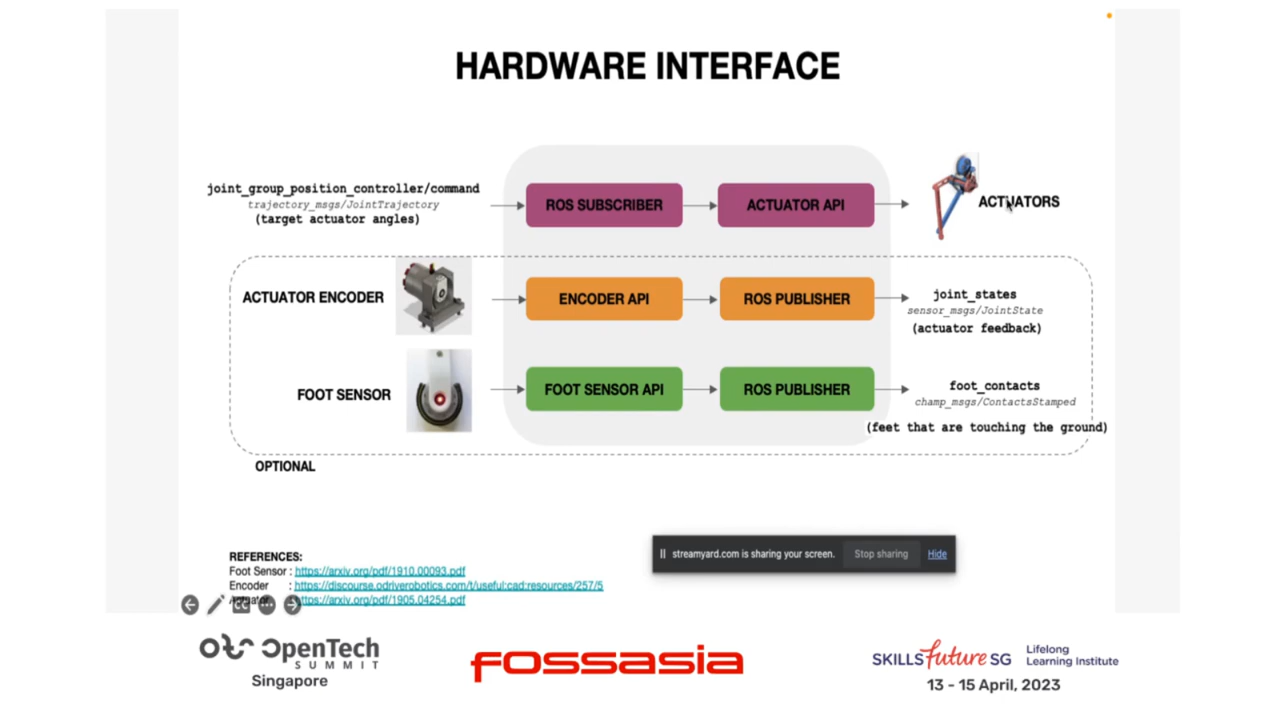 HARDWARE INTERFACE
joint_group_position_controller/command
trajectory_msgs/JointTrajectory
(target actuator angles)
ROS SUBSCRIBER
ACTUATOR API
ACTUATORS
ACTUATOR ENCODER
ENCODER API
ROS PUBLISHER
joint_states
sensor_msgs/JointState
(actuator feedback)
FOOT SENSOR
FOOT SENSOR API
ROS PUBLISHER
foot_contacts
champ_msgs/ContactsStamped
(feet that are touching the ground)
OPTIONAL
REFERENCES:
Foot Sensor : https://arxiv.org/pdf/1910.00093.pdf
Encoder : https://discourse.odriverobotics.com/t/useful:cad:resources/257/5
https://arxiv.org/pdf/1905.04254.pdf
streamyard.com is sharing your screen.
Stop sharing
Hide
OpenTech
SUMMIT
Singapore
fossasia
SKILLS future SG
Lifelong
Learning Institute
13 - 15 April, 2023